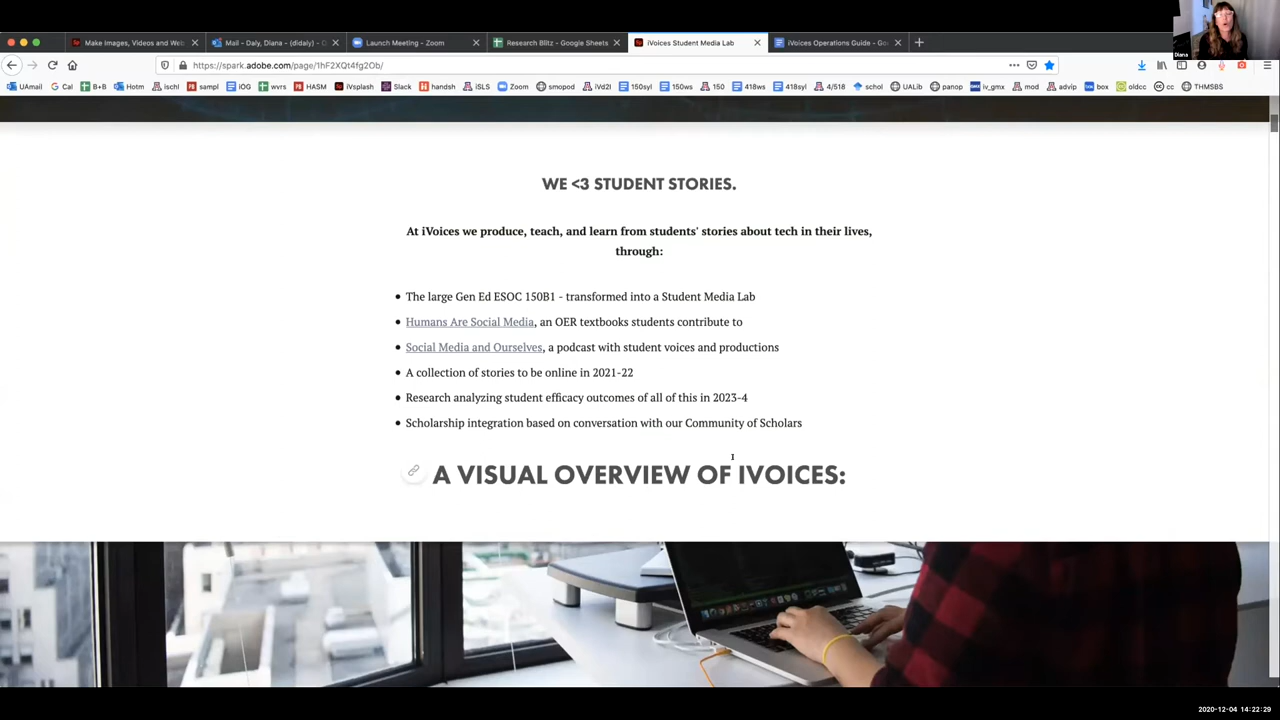 Make Images, Videos and Web
Mail - Daly, Diana - (didaly) - O
Launch Meeting - Zoom
Research Blitz - Google Sheets
iVoices Student Media Lab
iVoices Operations Guide - Go
Diana
https://spark.adobe.com/page/1hF2XQt4fg2Ob/
UAmail
Cal
B+B
Hotm
sampl
iOG
wvrs
HASM
iVsplash
Slack
handsh
iSLS
Zoom
smopod
iVd2l
150syl
150ws
150
418ws
418syl
4/518
schol
UALib
panop
iv_gmx
mod
advip
box
oldcc
cc
THMSBS
WE <3 STUDENT STORIES.
At iVoices we produce, teach, and learn from students' stories about tech in their lives,
through:
• The large Gen Ed ESOC 150B1 - transformed into a Student Media Lab
• Humans Are Social Media, an OER textbooks students contribute to
• Social Media and Ourselves, a podcast with student voices and productions
• A collection of stories to be online in 2021-22
• Research analyzing student efficacy outcomes of all of this in 2023-4
• Scholarship integration based on conversation with our Community of Scholars
A VISUAL OVERVIEW OF IVOICES:
2020-12-04 14:22:29